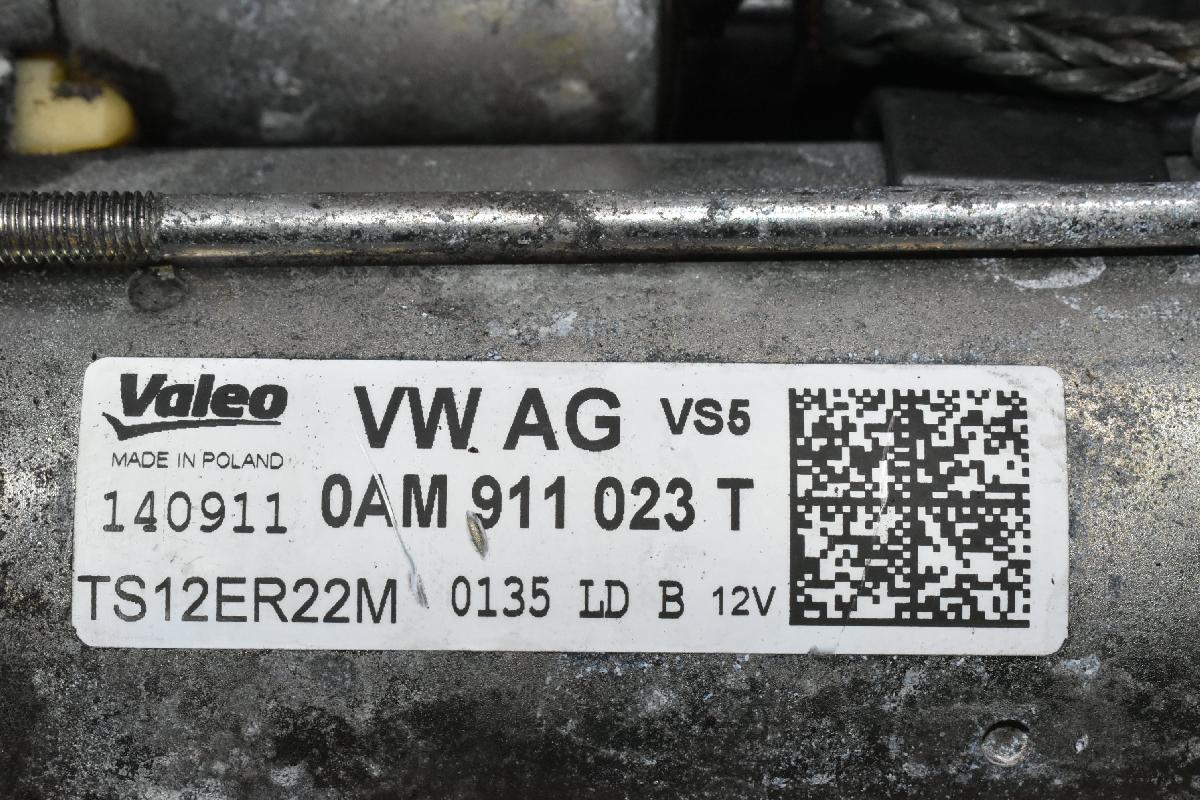 Valeo VW AG VS5
MADE IN POLAND
140911 0AM 911 023 T
TS12ER22M 0135 LD B 12V